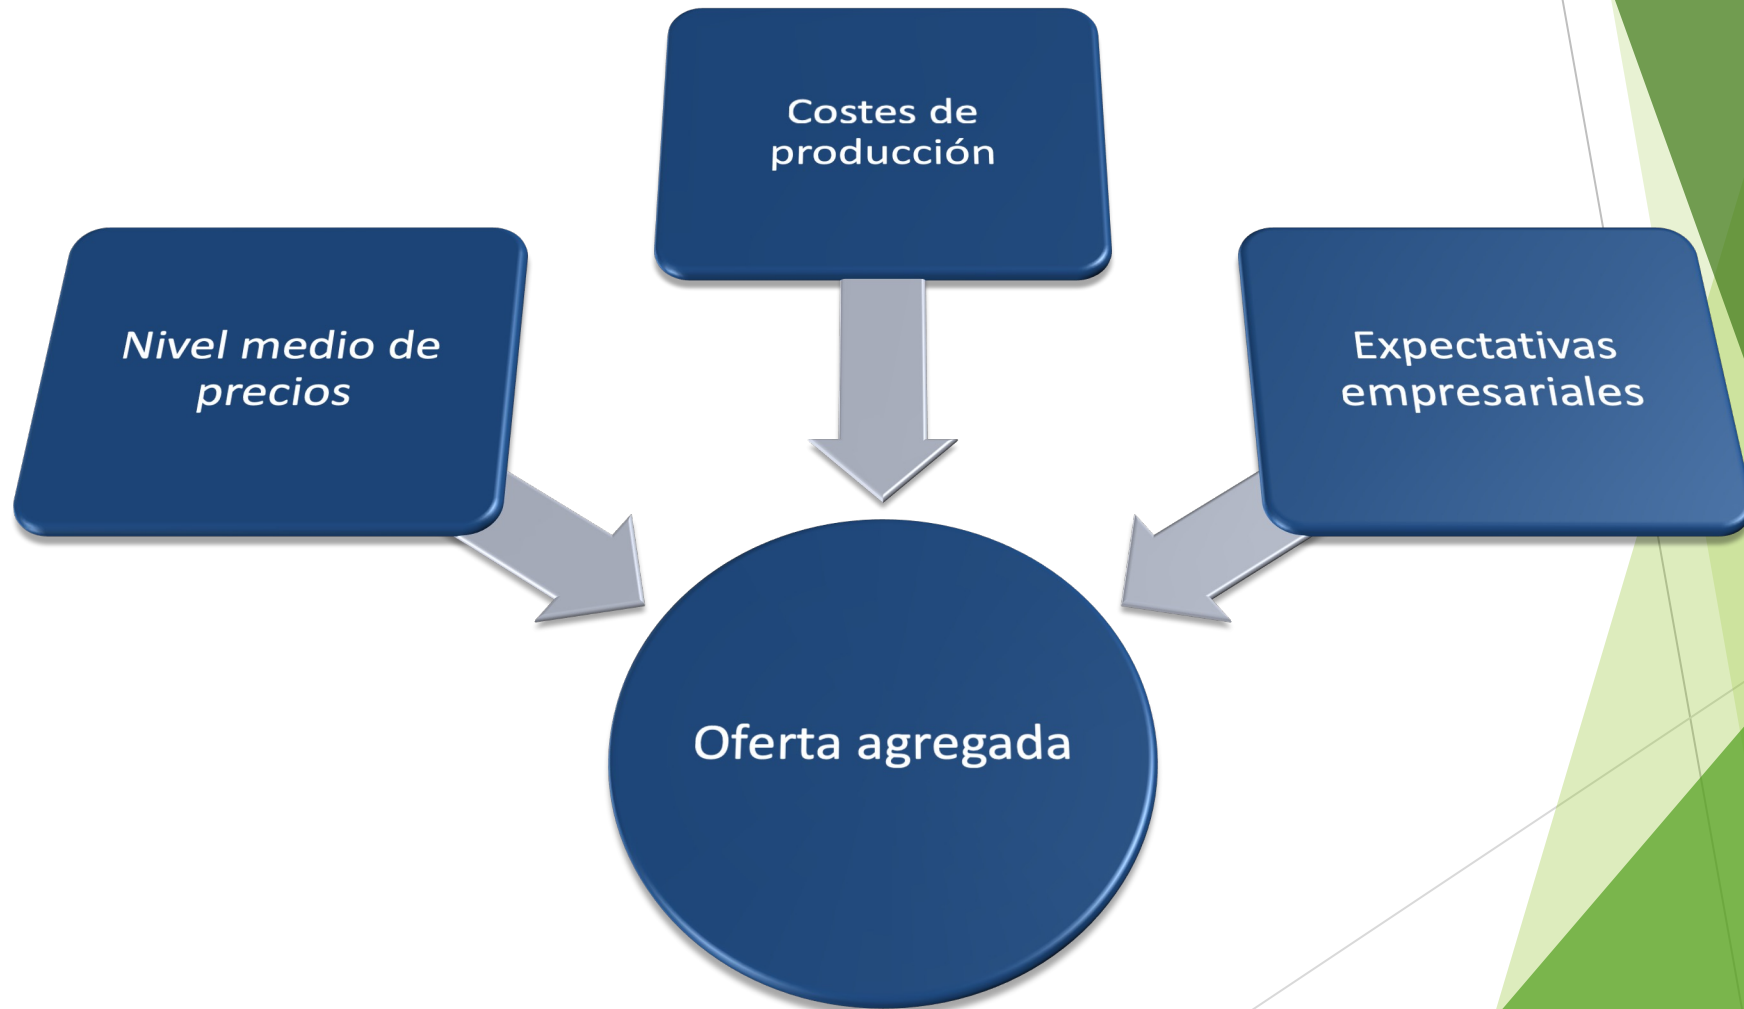 Costes de
producción
Nivel medio de
precios
Expectativas
empresariales
Oferta agregada